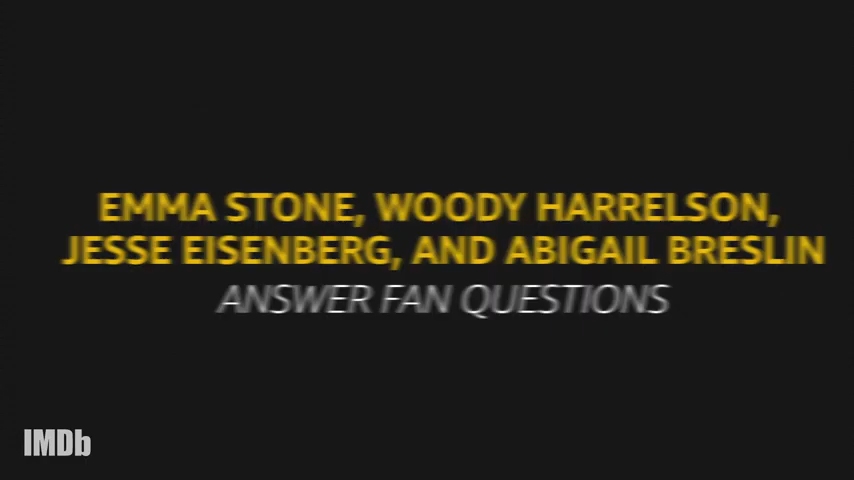 EMMA STONE, WOODY HARRELSON,
JESSE EISENBERG, AND ABIGAIL BRESLIN
ANSWER FAN QUESTIONS
IMDb